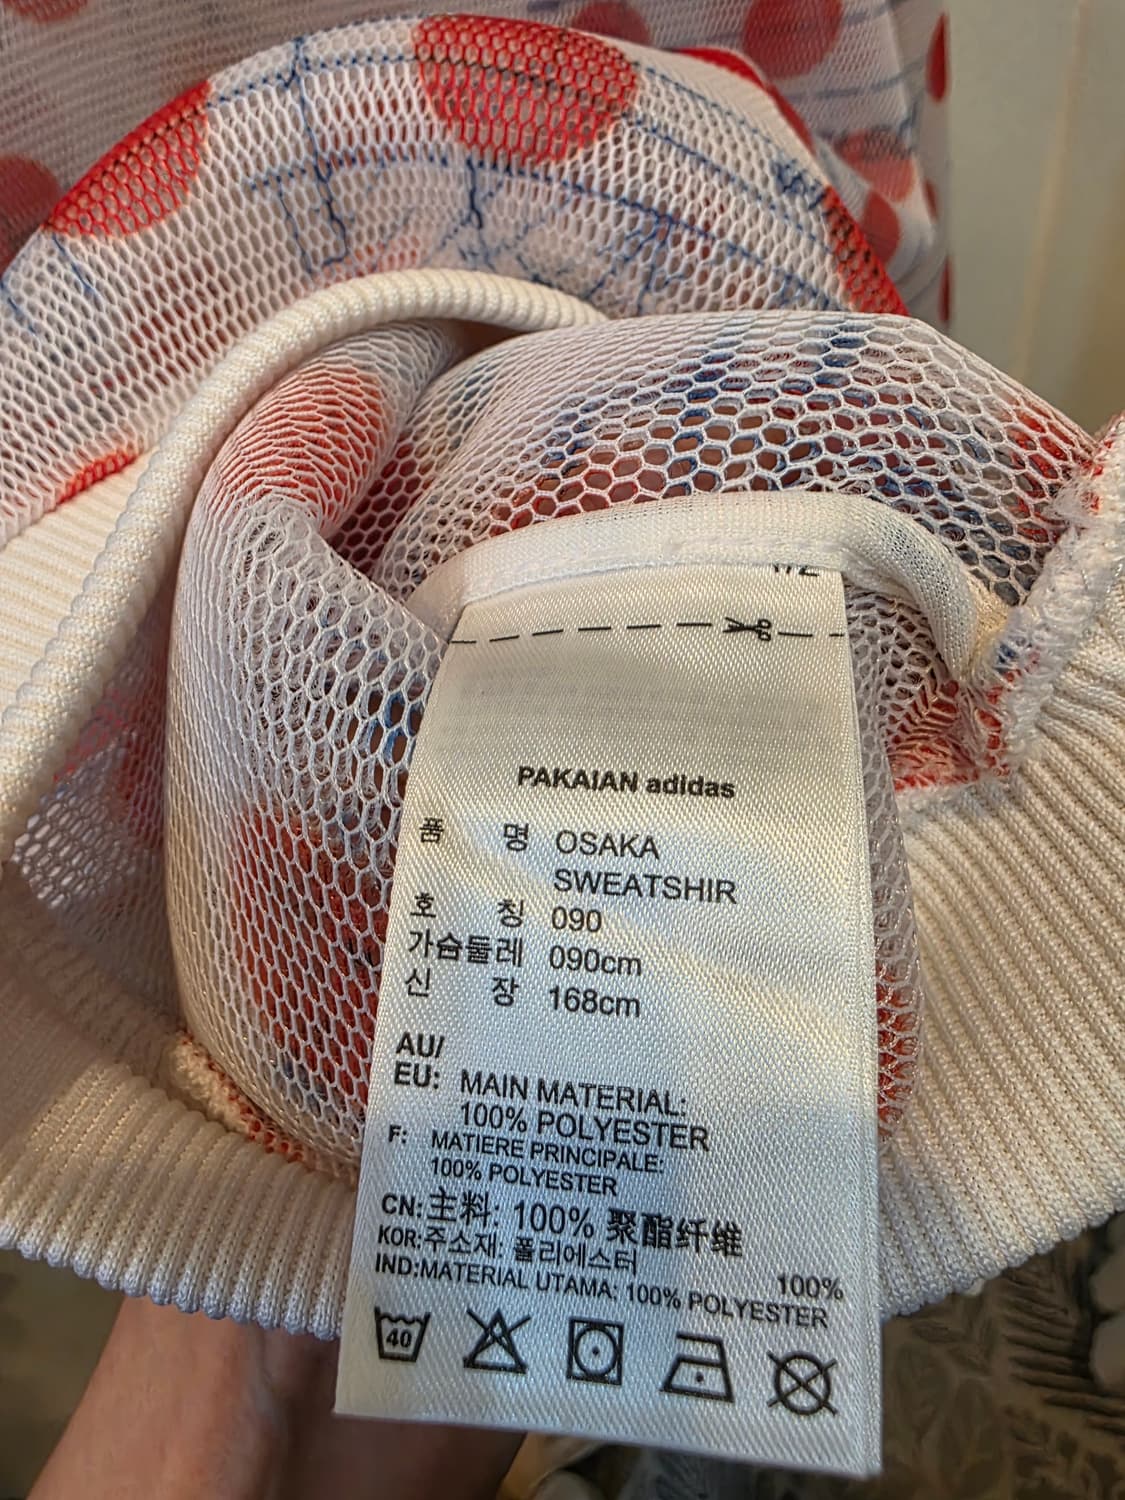 PAKAIAN adidas
품 명 OSAKA
SWEATSHIR
호 칭 090
가슴둘레 090cm
신 장 168cm
AU/
EU: MAIN MATERIAL:
100% POLYESTER
F: MATIERE PRINCIPALE:
100% POLYESTER
CN:主料: 100% 聚酯纤维
KOR:주소재: 폴리에스터 100%
IND:MATERIAL UTAMA: 100% POLYESTER
40